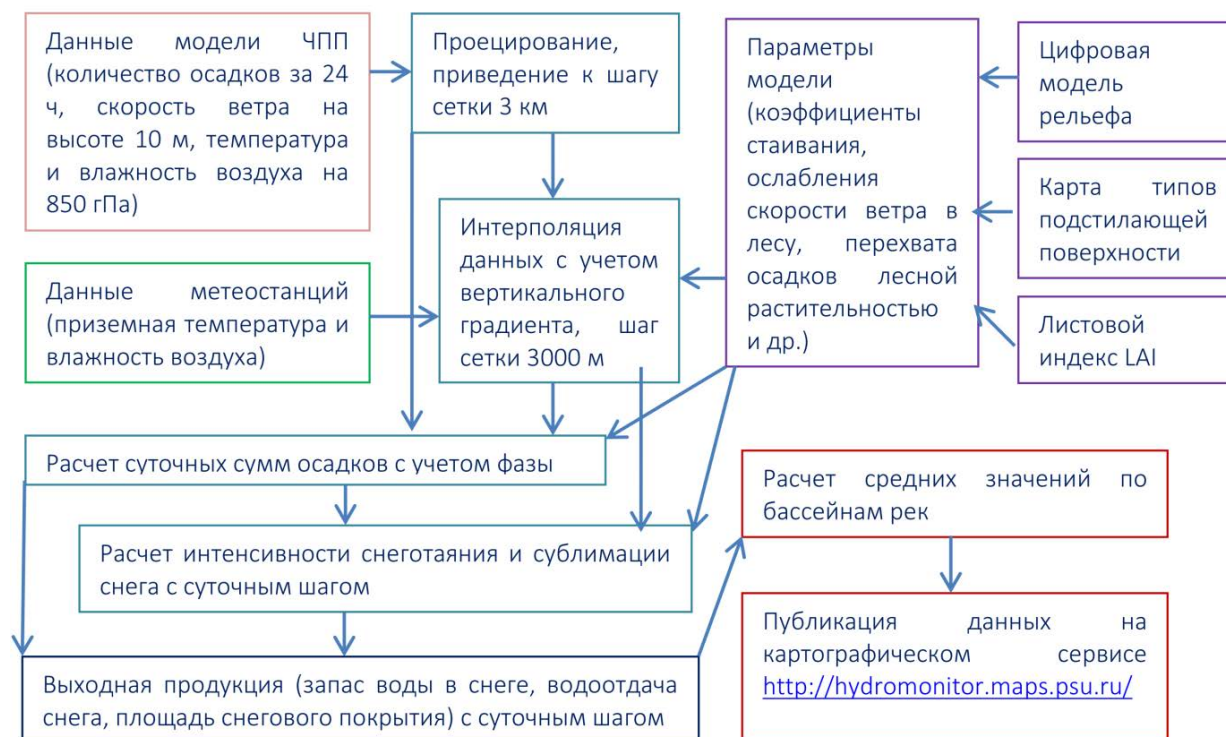 Данные модели ЧПП
(количество осадков за 24
ч, скорость ветра на
высоте 10 м, температура
и влажность воздуха на
850 гПа)
Проецирование,
приведение к шагу
сетки 3 км
Параметры
модели
(коэффициенты
стаивания,
ослабления
скорости ветра в
лесу, перехвата
осадков лесной
растительностью
и др.)
Цифровая
модель
рельефа
Карта типов
подстилающей
поверхности
Листовой
индекс LAI
Интерполяция
данных с учетом
вертикального
градиента, шаг
сетки 3000 м
Данные метеостанций
(приземная температура и
влажность воздуха)
Расчет суточных сумм осадков с учетом фазы
Расчет интенсивности снеготаяния и сублимации
снега с суточным шагом
Выходная продукция (запас воды в снеге, водоотдача
снега, площадь снегового покрытия) с суточным шагом
Расчет средних значений по
бассейнам рек
Публикация данных на
картографическом сервисе
http://hydromonitor.maps.psu.ru/